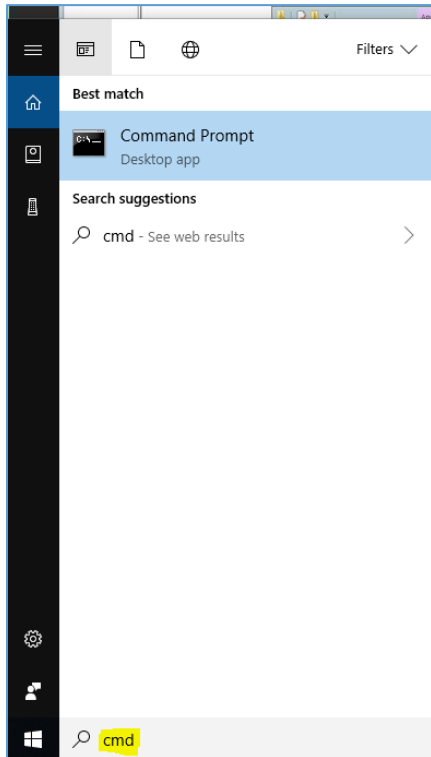 Filters
Best match
Command Prompt
Desktop app
Search suggestions
cmd - See web results
cmd